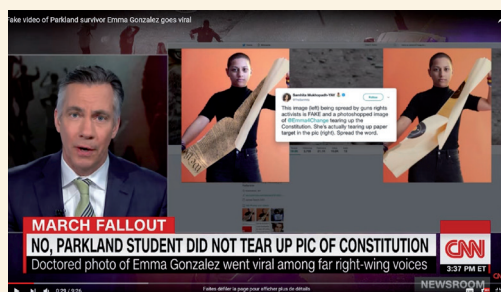 Fake video of Parkland survivor Emma Gonzalez goes viral
This image (left) being spread by guns rights
activists is FAKE and a photoshopped image
of @Emma4Change tearing up the
Constitution. She's actually tearing up paper
target in the pic (right). Spread the word.
MARCH FALLOUT
NO, PARKLAND STUDENT DID NOT TEAR UP PIC OF CONSTITUTION
Doctored photo of Emma Gonzalez went viral among far right-wing voices
CNN
3:37 PM ET
NEWSROOM
Faites défiler la page pour afficher plus de détails